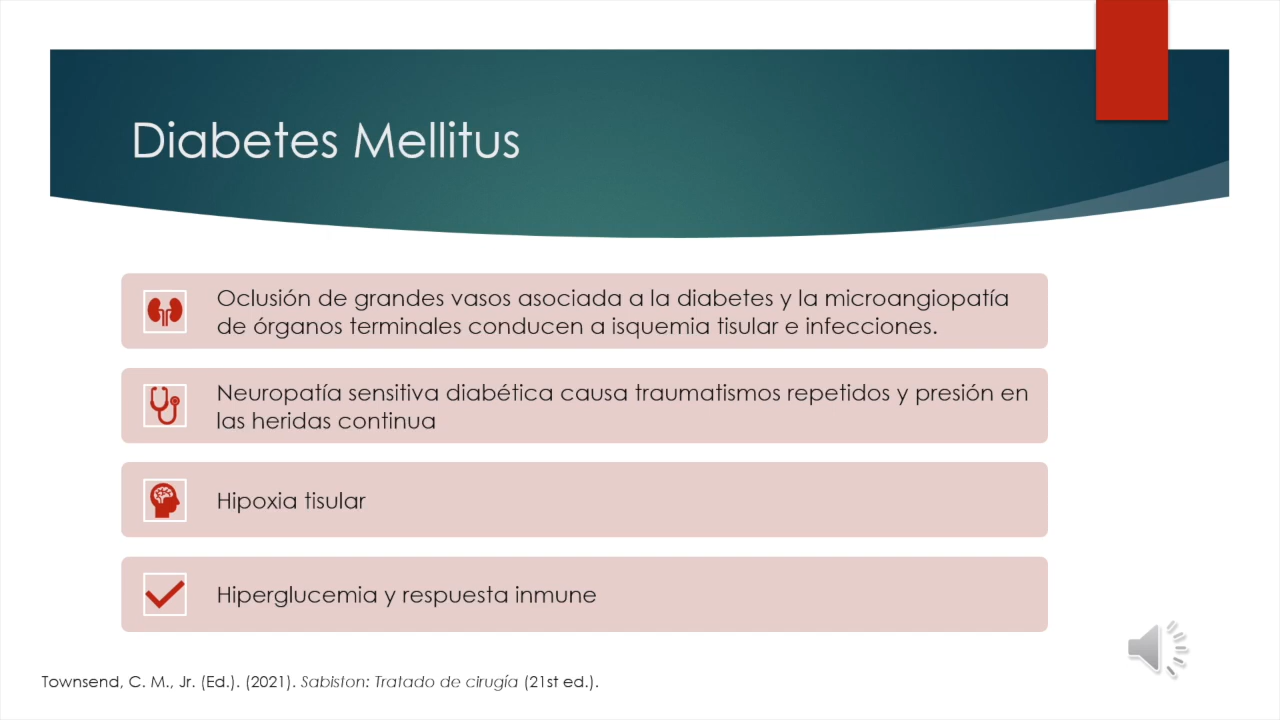 Diabetes Mellitus
Oclusión de grandes vasos asociada a la diabetes y la microangiopatía
de órganos terminales conducen a isquemia tisular e infecciones.
Neuropatía sensitiva diabética causa traumatismos repetidos y presión en
las heridas continua
Hipoxia tisular
Hiperglucemia y respuesta inmune
Townsend, C. M., Jr. (Ed.). (2021). Sabiston: Tratado de cirugía (21st ed.).